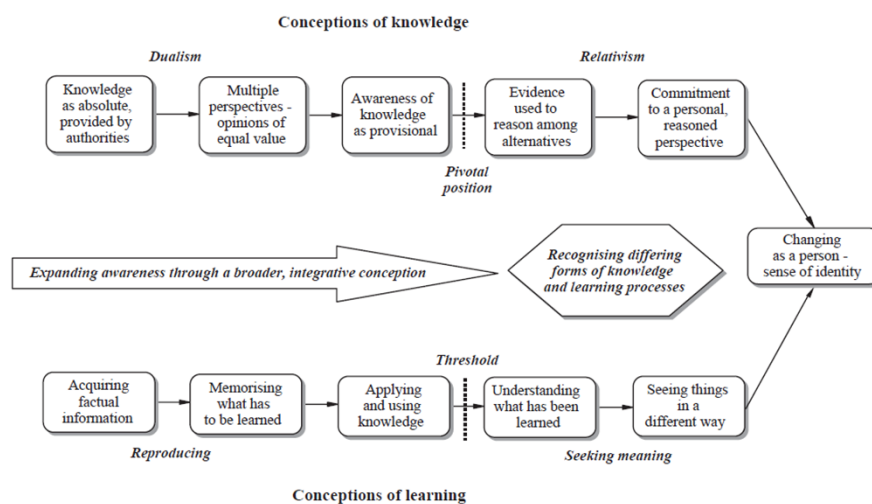 Conceptions of knowledge
Dualism
Relativism
Knowledge
as absolute,
provided by
authorities
Multiple
perspectives -
opinions of
equal value
Awareness of
knowledge
as provisional
Evidence
used to
reason among
alternatives
Commitment
to a personal,
reasoned
perspective
Pivotal
position
Expanding awareness through a broader, integrative conception
Recognising differing
forms of knowledge
and learning processes
Changing
as a person -
sense of identity
Threshold
Acquiring
factual
information
Memorising
what has
to be learned
Applying
and using
knowledge
Understanding
what has been
learned
Seeing things
in a
different way
Reproducing
Seeking meaning
Conceptions of learning